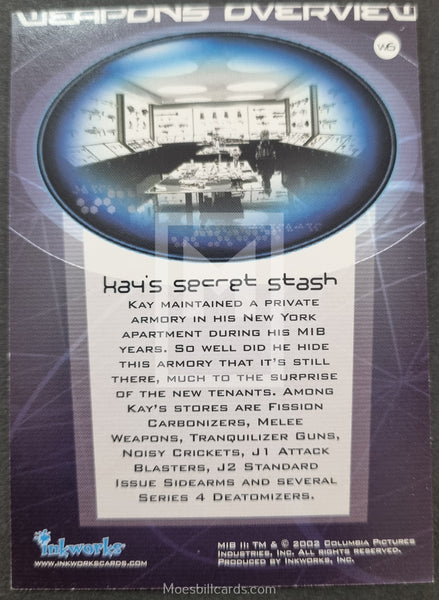 WEAPONS OVERVIEW
W6
Kay's Secret Stash
Kay maintained a private
armory in his New York
apartment during his MIB
years. So well did he hide
this armory that it's still
there, much to the surprise
of the new tenants. Among
Kay's stores are Fission
Carbonizers, Melee
Weapons, Tranquilizer Guns,
Noisy Crickets, J1 Attack
Blasters, J2 Standard
Issue Sidearms and several
Series 4 Deatomizers.
inkworks
www.inkworkscards.com
MIB II: TM & © 2002 Columbia Pictures
Industries, Inc. All rights reserved.
Produced by Inkworks, Inc.
Moesbillcards.com